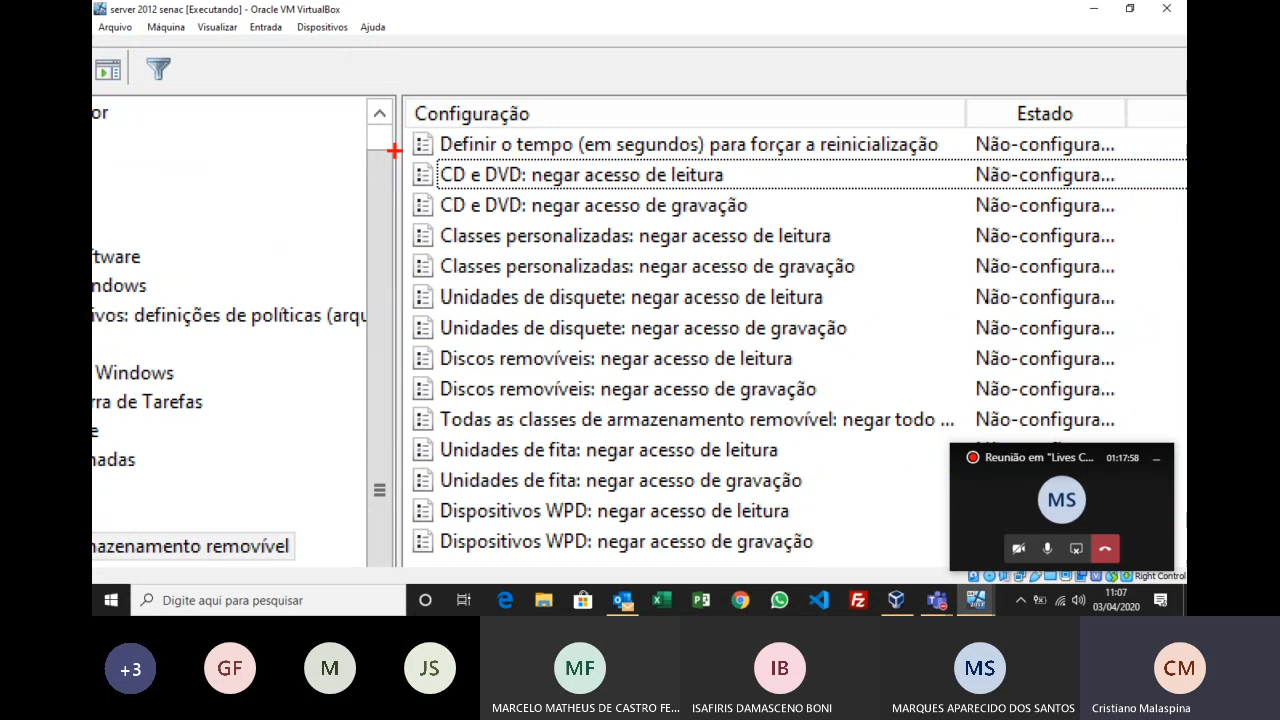 server 2012 senac [Executando] - Oracle VM VirtualBox
Arquivo Máquina Visualizar Entrada Dispositivos Ajuda
or
Configuração Estado
Definir o tempo (em segundos) para forçar a reinicialização Não-configura...
CD e DVD: negar acesso de leitura Não-configura...
CD e DVD: negar acesso de gravação Não-configura...
Classes personalizadas: negar acesso de leitura Não-configura...
Classes personalizadas: negar acesso de gravação Não-configura...
Unidades de disquete: negar acesso de leitura Não-configura...
Unidades de disquete: negar acesso de gravação Não-configura...
Discos removíveis: negar acesso de leitura Não-configura...
Discos removíveis: negar acesso de gravação Não-configura...
Todas as classes de armazenamento removível: negar todo ... Não-configura...
Unidades de fita: negar acesso de leitura
Unidades de fita: negar acesso de gravação
Dispositivos WPD: negar acesso de leitura
Dispositivos WPD: negar acesso de gravação
ftware
ndows
ivos: definições de políticas (arqu
Windows
rra de Tarefas
e
nadas
mazenamento removível
Reunião em "Lives C... 01:17:58
MS
Right Control
Digite aqui para pesquisar
11:07
03/04/2020
+3 GF M JS MF IB MS CM
MARCELO MATHEUS DE CASTRO FE... ISAFIRIS DAMASCENO BONI MARQUES APARECIDO DOS SANTOS Cristiano Malaspina